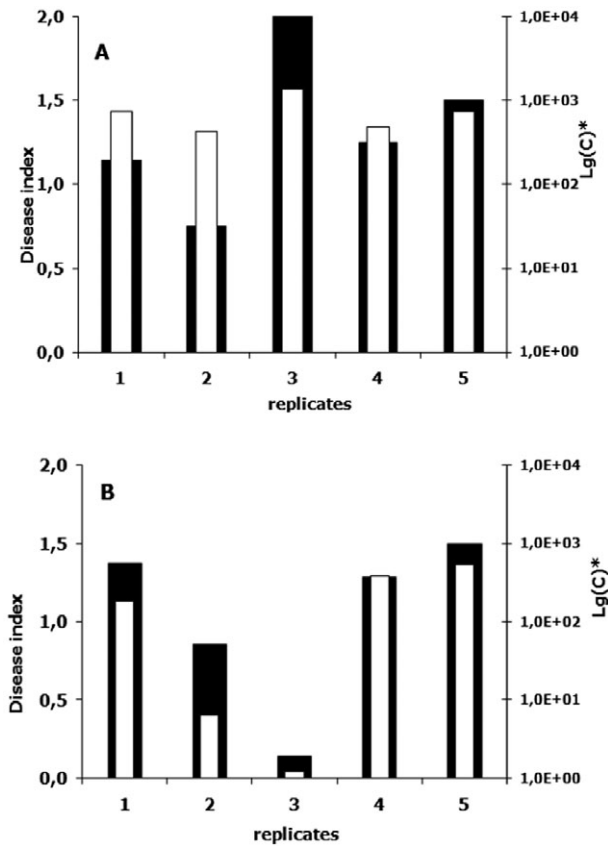 A
2,0
1,5
1,0
0,5
0,0
Disease index
1,0E+04
1,0E+03
1,0E+02
1,0E+01
1,0E+00
Lg(C)*
1 2 3 4 5
replicates
B
2,0
1,5
1,0
0,5
0,0
Disease index
1,0E+04
1,0E+03
1,0E+02
1,0E+01
1,0E+00
Lg(C)*
1 2 3 4 5
replicates